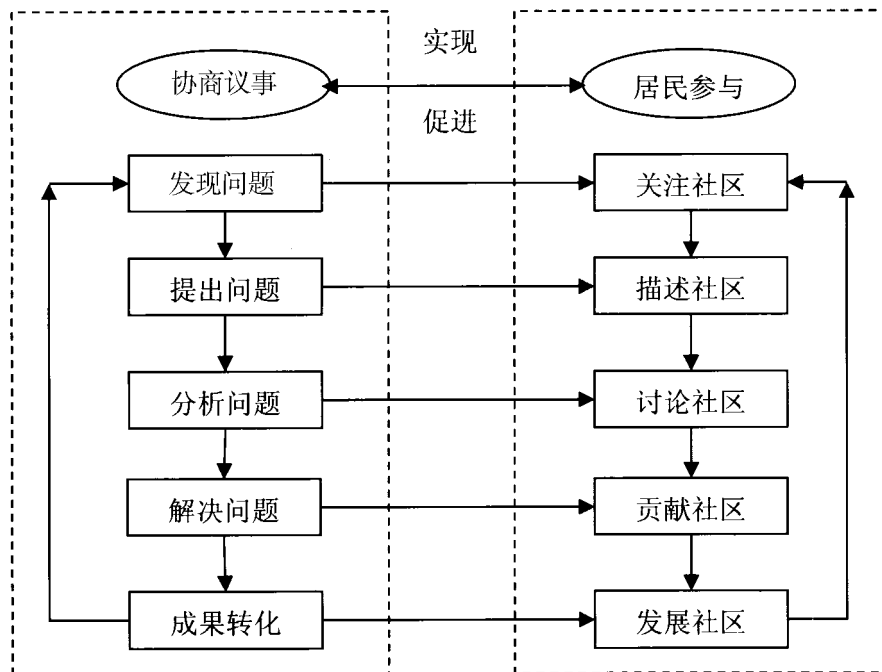 实现
协商议事
居民参与
促进
发现问题
关注社区
提出问题
描述社区
分析问题
讨论社区
解决问题
贡献社区
成果转化
发展社区